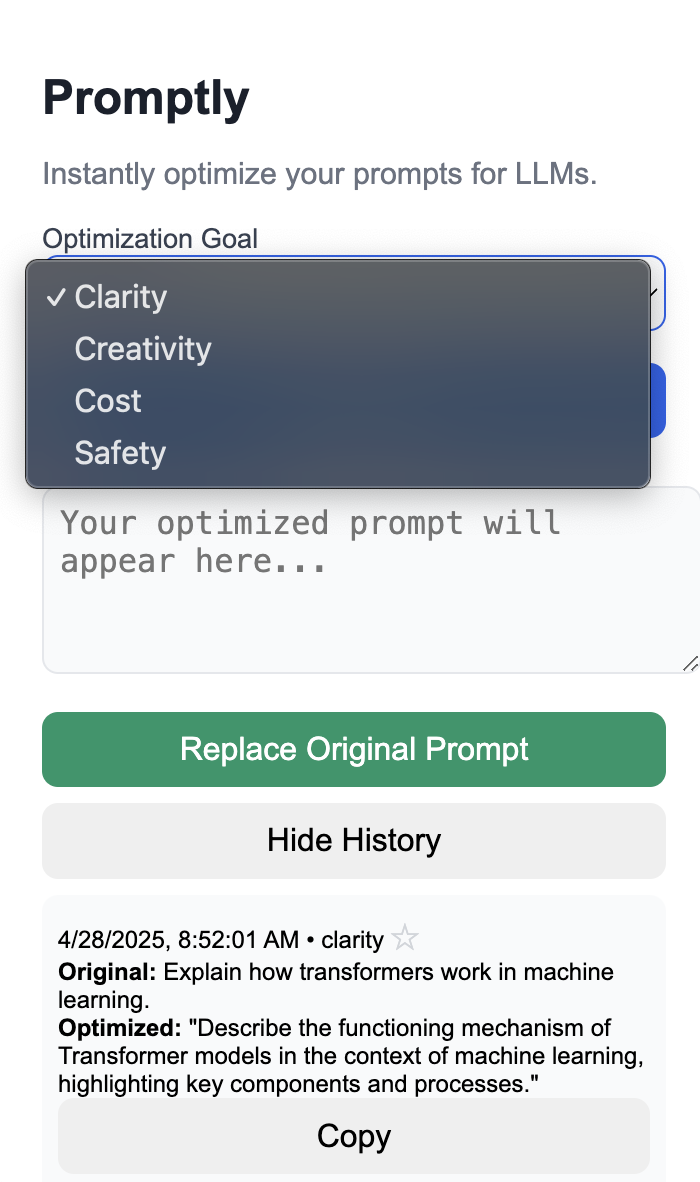 Promptly
Instantly optimize your prompts for LLMs.
Optimization Goal
✓ Clarity
Creativity
Cost
Safety
Your optimized prompt will
appear here...
Replace Original Prompt
Hide History
4/28/2025, 8:52:01 AM • clarity ☆
Original: Explain how transformers work in machine
learning.
Optimized: "Describe the functioning mechanism of
Transformer models in the context of machine learning,
highlighting key components and processes."
Copy